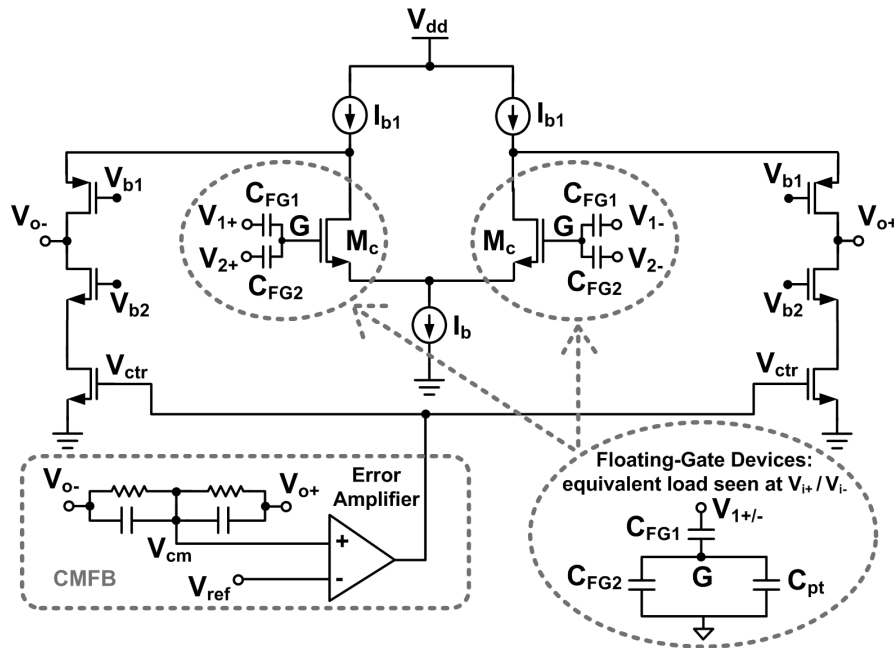 Vdd
Ib1
Ib1
Vb1
Vb1
CFG1
CFG1
Vo-
V1+
G
Mc
Mc
G
V1-
Vo+
V2+
V2-
CFG2
CFG2
Vb2
Vb2
Ib
Vctr
Vctr
Vo-
Vo+
Error
Amplifier
Vcm
+
-
CMFB
Vref
Floating-Gate Devices:
equivalent load seen at Vi+ / Vi-
V1+/-
CFG1
CFG2
G
Cpt